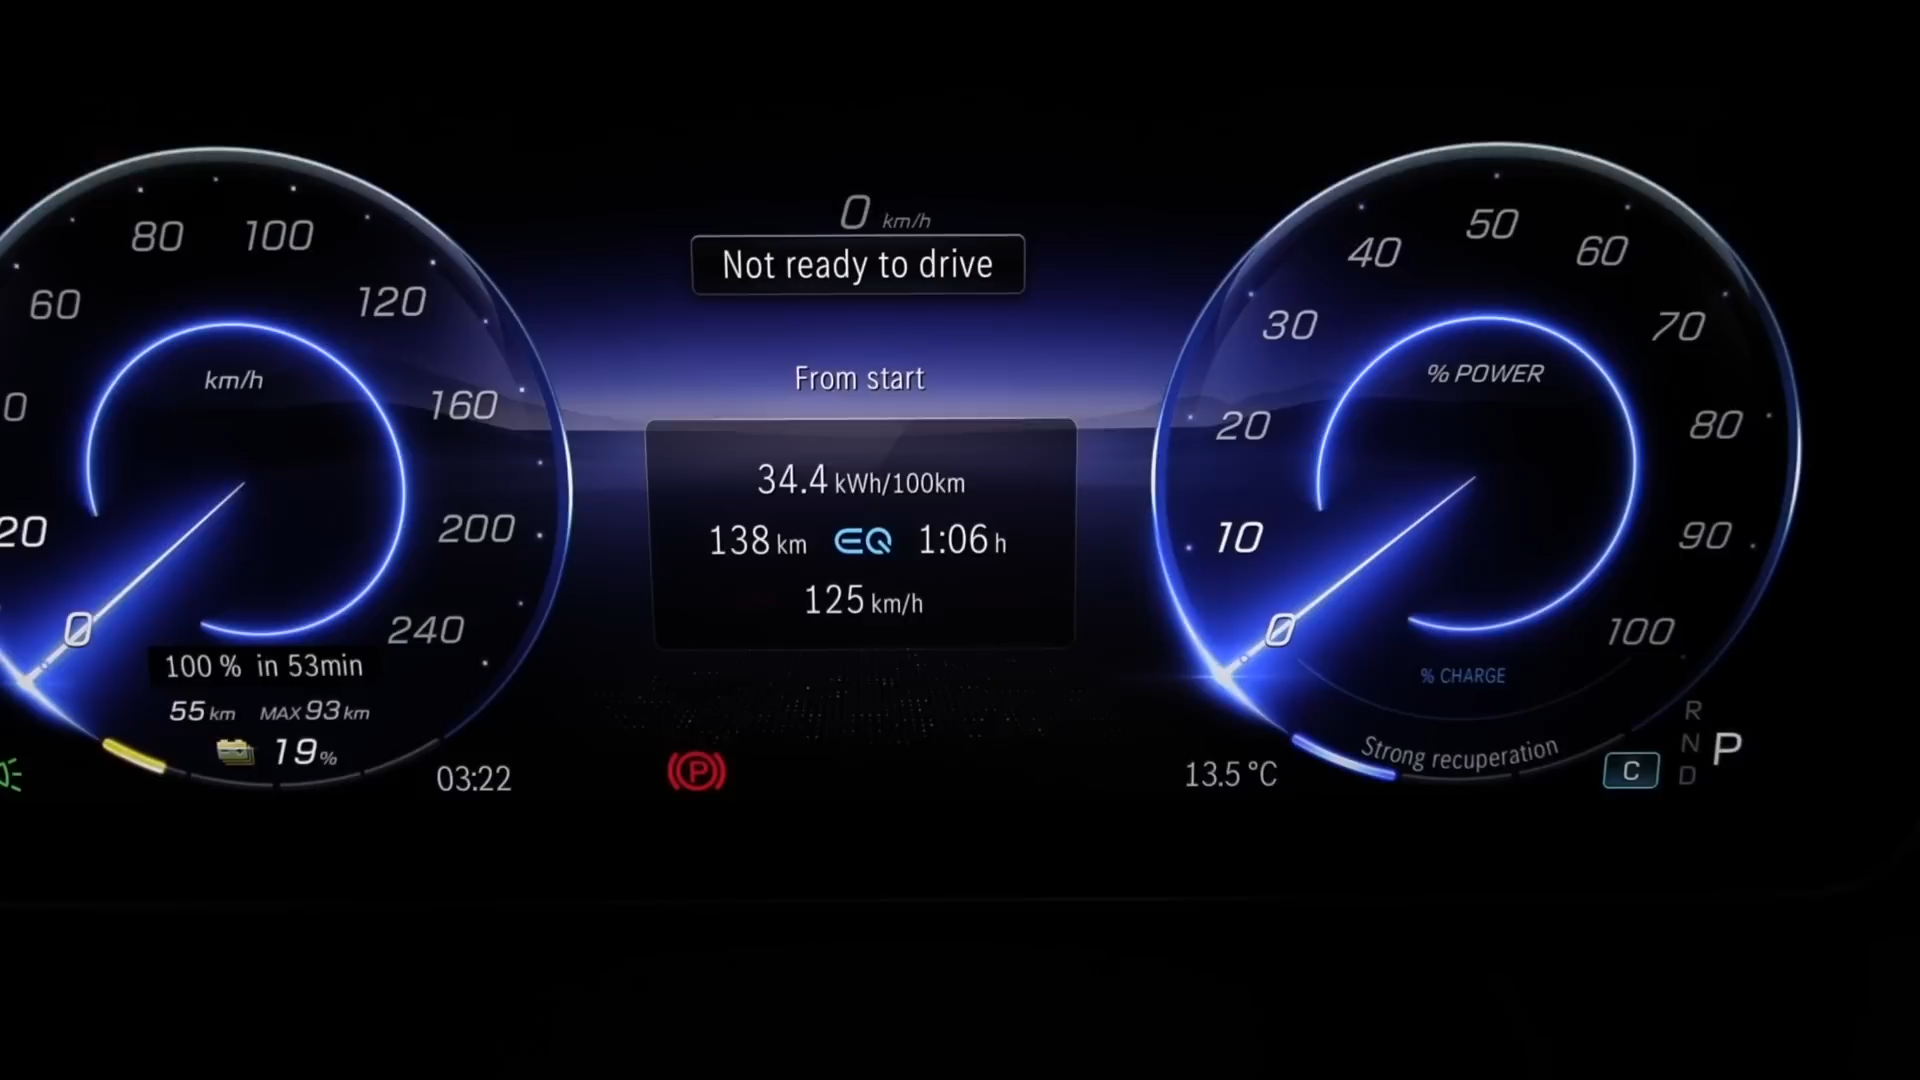 0 km/h
Not ready to drive
From start
34.4 kWh/100km
138 km EQ 1:06 h
125 km/h
80 100
60 120
km/h
0 160
20 200
0 240
100 % in 53min
55 km MAX 93 km
19 %
03:22
P
13.5 °C
50
40 60
30 70
% POWER
20 80
10 90
0 100
% CHARGE
Strong recuperation
C
R
N
D
P